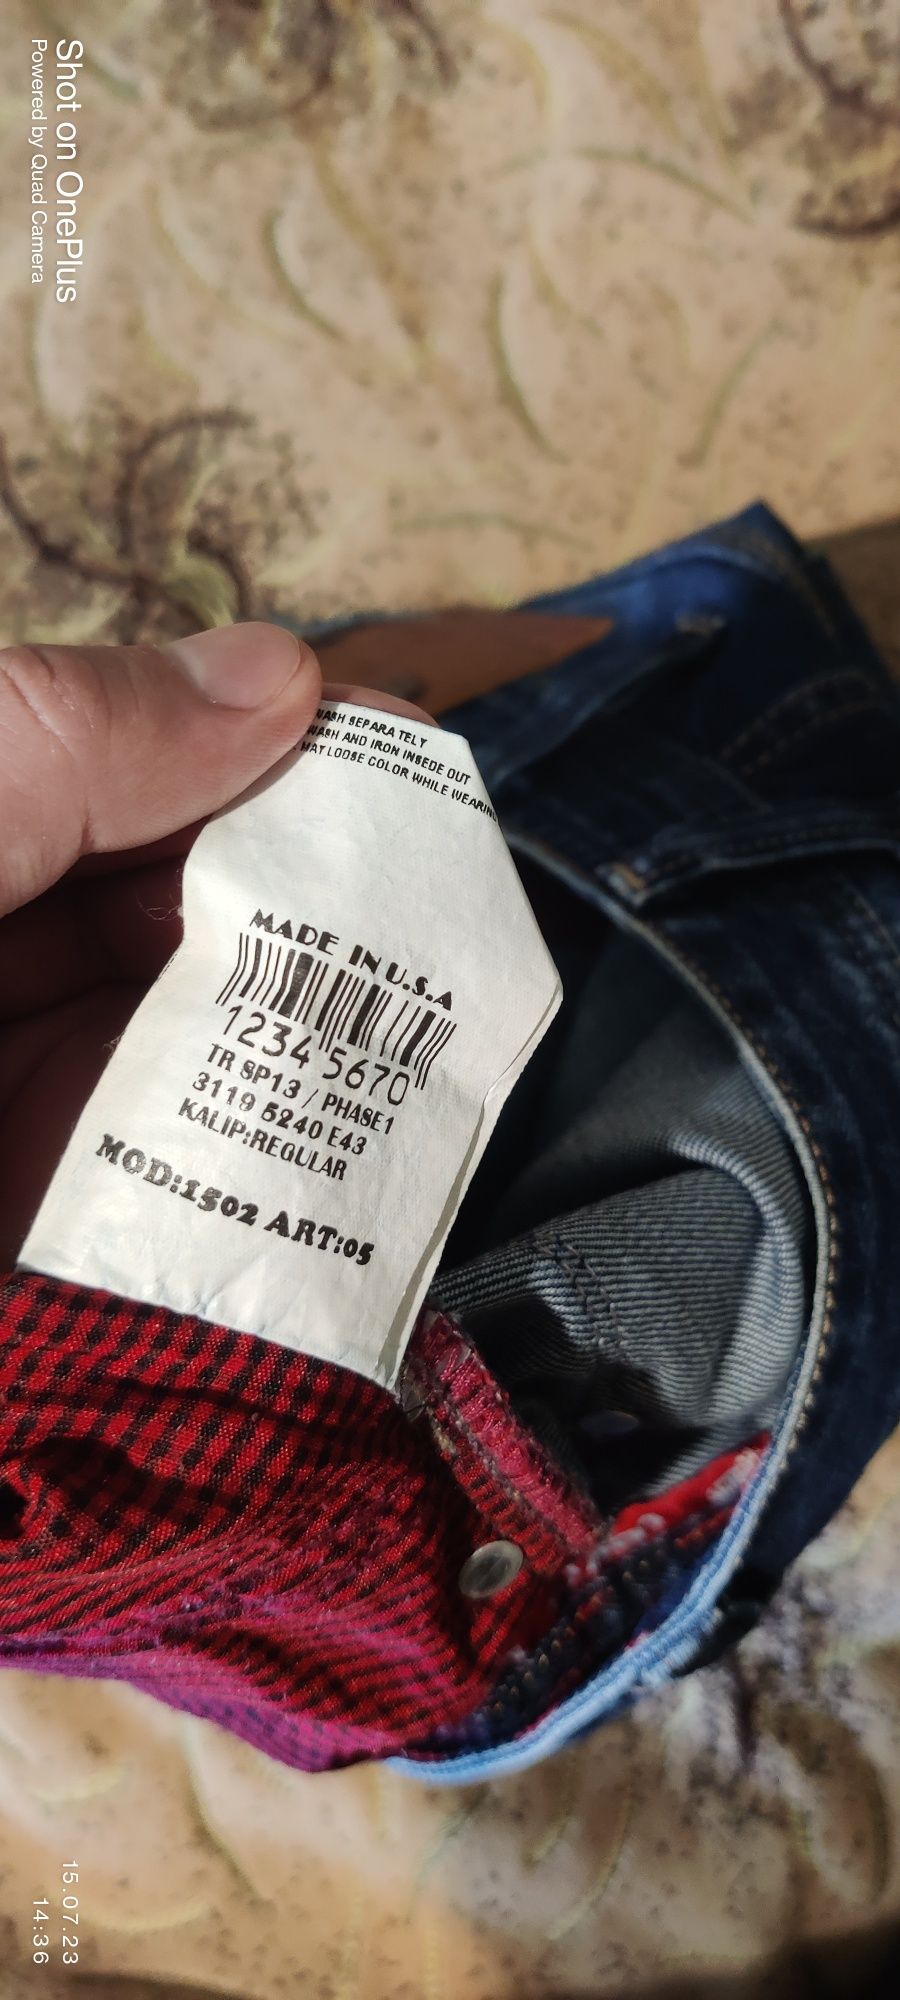 Shot on OnePlus
Powered by Quad Camera
WASH SEPARA TELY
WASH AND IRON INSEDE OUT
MAY LOOSE COLOR WHILE WEARING
MADE IN U.S.A
1234 5670
TR SP13 / PHASE1
3119 5240 E43
KALIP:REGULAR
MOD:1502 ART:05
15.07.23
14:36